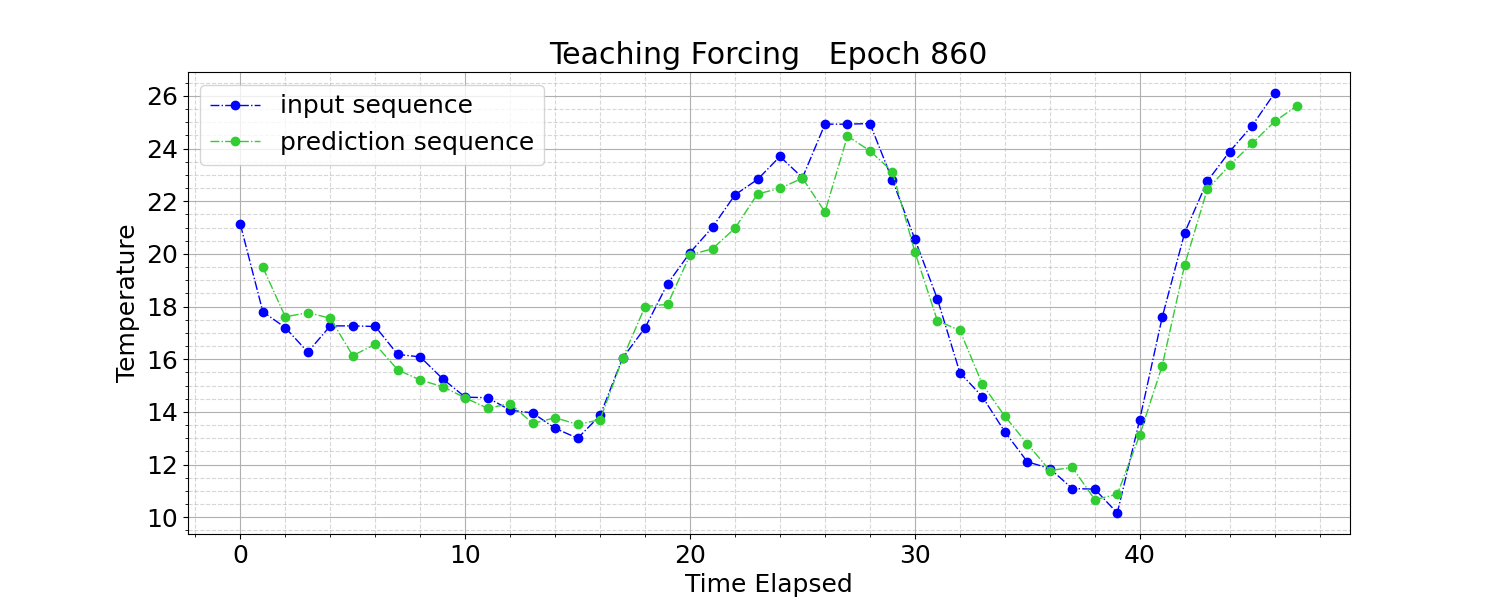 Teaching Forcing   Epoch 860
input sequence
prediction sequence
Temperature
26
24
22
20
18
16
14
12
10
0 10 20 30 40
Time Elapsed